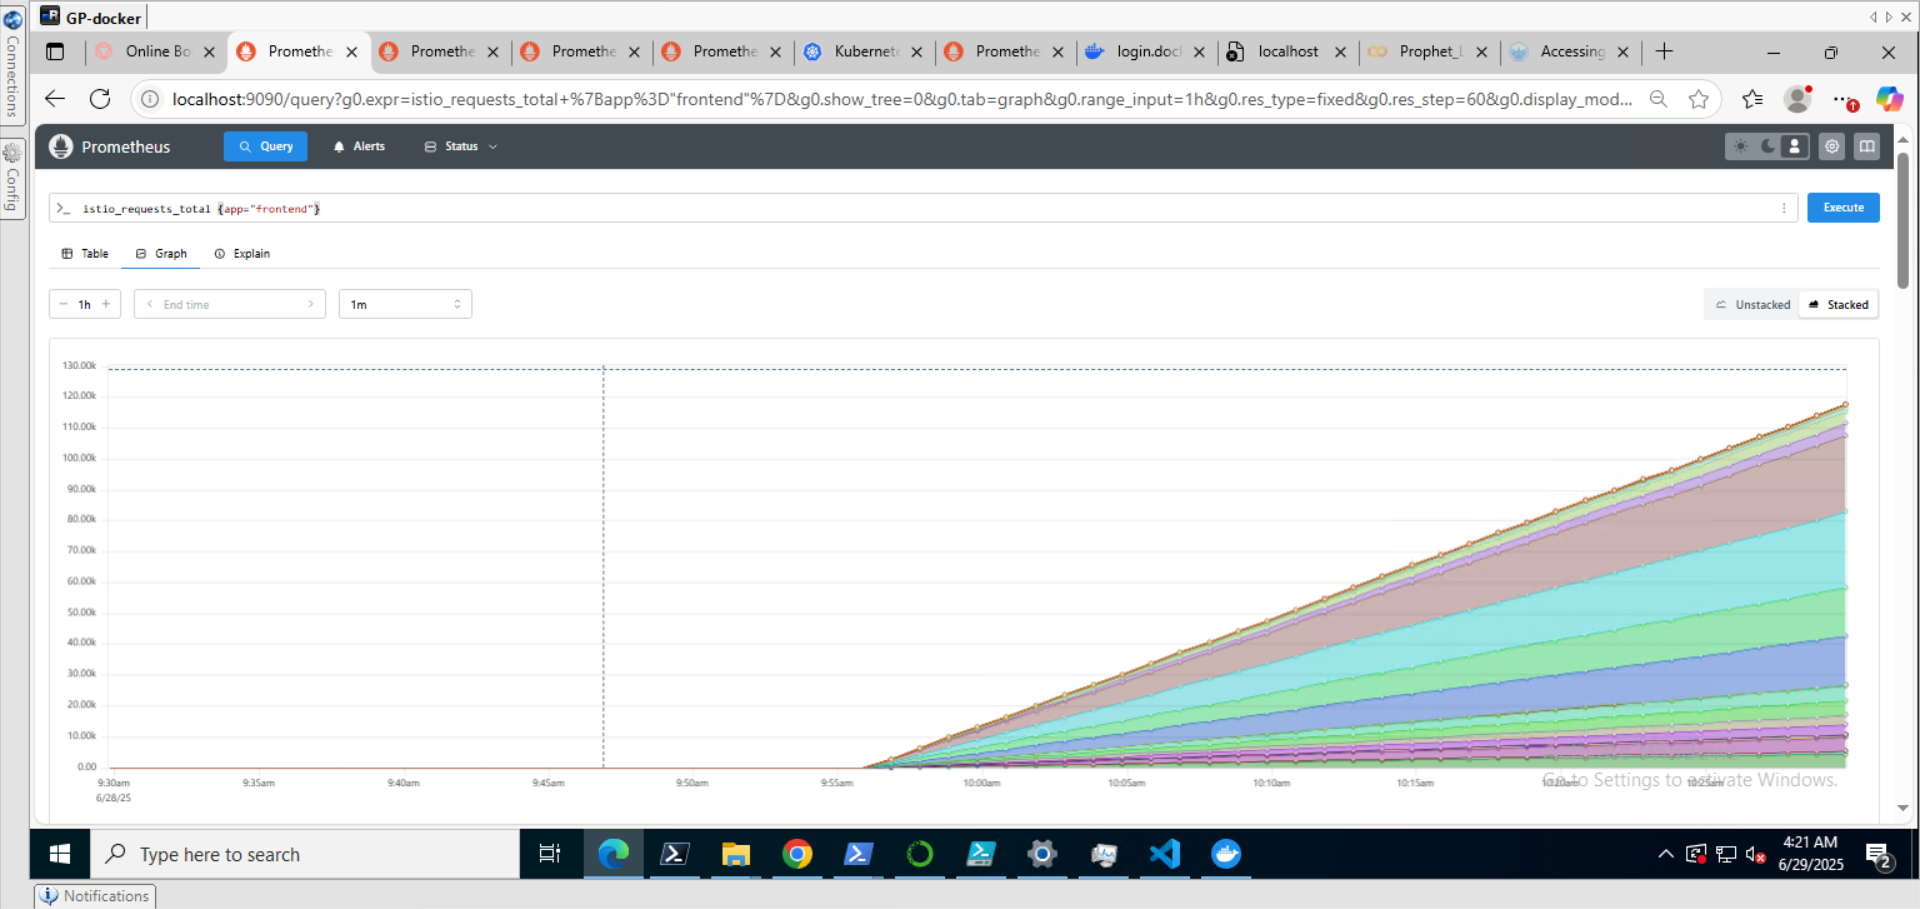 GP-docker
Connections
Config
Online Bo
Promethe
Promethe
Promethe
Promethe
Kubernete
Promethe
login.doc
localhost
Prophet_L
Accessing
localhost:9090/query?g0.expr=istio_requests_total+%7Bapp%3D"frontend"%7D&g0.show_tree=0&g0.tab=graph&g0.range_input=1h&g0.res_type=fixed&g0.res_step=60&g0.display_mod...
Prometheus
Query
Alerts
Status
>_ istio_requests_total {app="frontend"}
Execute
Table
Graph
Explain
− 1h +
< End time >
1m
Unstacked
Stacked
130.00k
120.00k
110.00k
100.00k
90.00k
80.00k
70.00k
60.00k
50.00k
40.00k
30.00k
20.00k
10.00k
0.00
9:30am 9:35am 9:40am 9:45am 9:50am 9:55am 10:00am 10:05am 10:10am 10:15am 10:20am 10:25am
6/28/25
Go to Settings to activate Windows.
Type here to search
4:21 AM
6/29/2025
2
Notifications